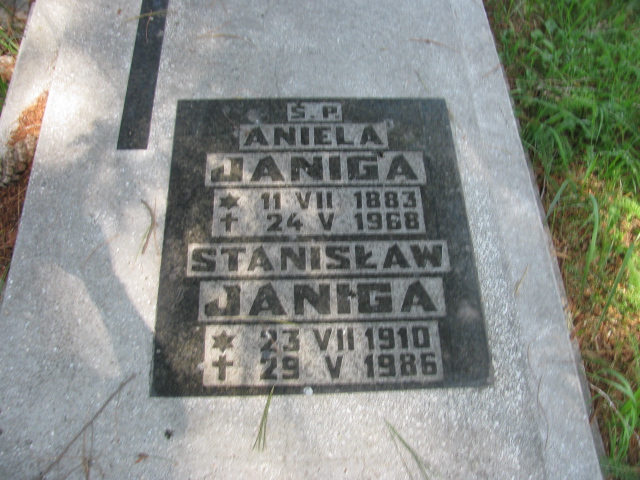 Ś.P.
ANIELA
JANIGA
* 11 VII 1883
✝ 24 V 1968
STANISŁAW
JANIGA
* 23 VII 1910
✝ 29 V 1986